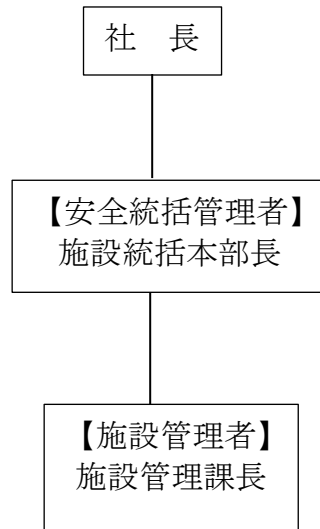 社　長
【安全統括管理者】
施設統括本部長
【施設管理者】
施設管理課長